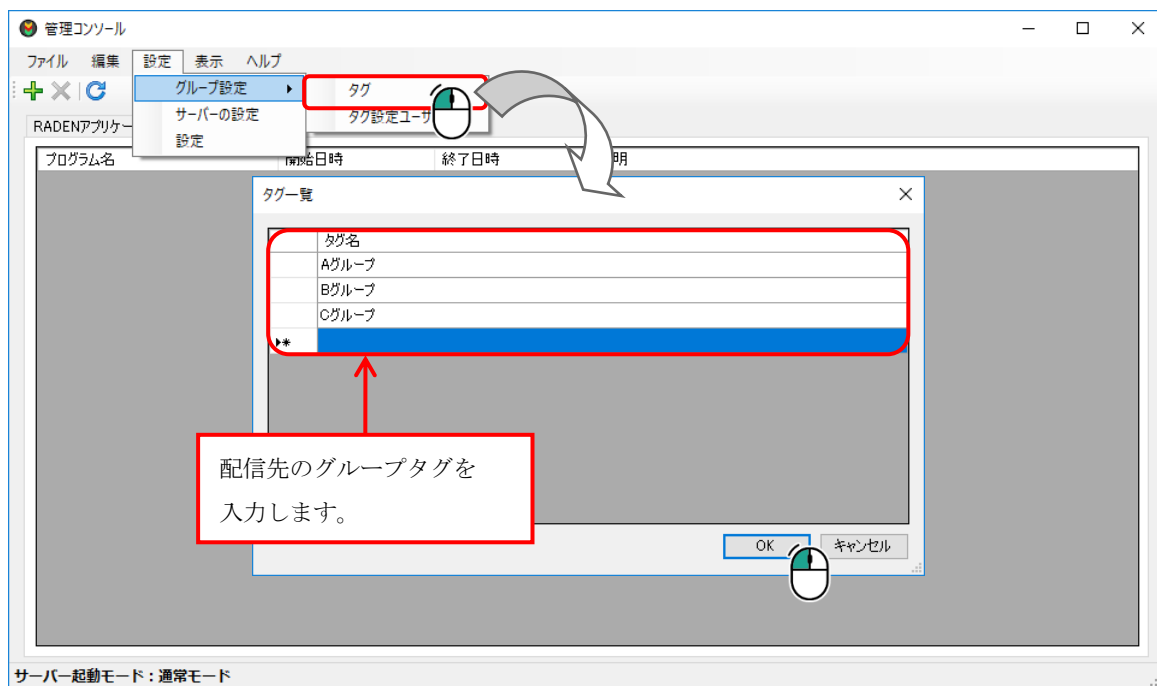 管理コンソール
ファイル 編集 設定 表示 ヘルプ
グループ設定 タグ
サーバーの設定 タグ設定ユーザ
設定
RADENアプリケー
プログラム名 開始日時 終了日時 明
タグ一覧
タグ名
Aグループ
Bグループ
Cグループ
配信先のグループタグを
入力します。
OK キャンセル
サーバー起動モード:通常モード